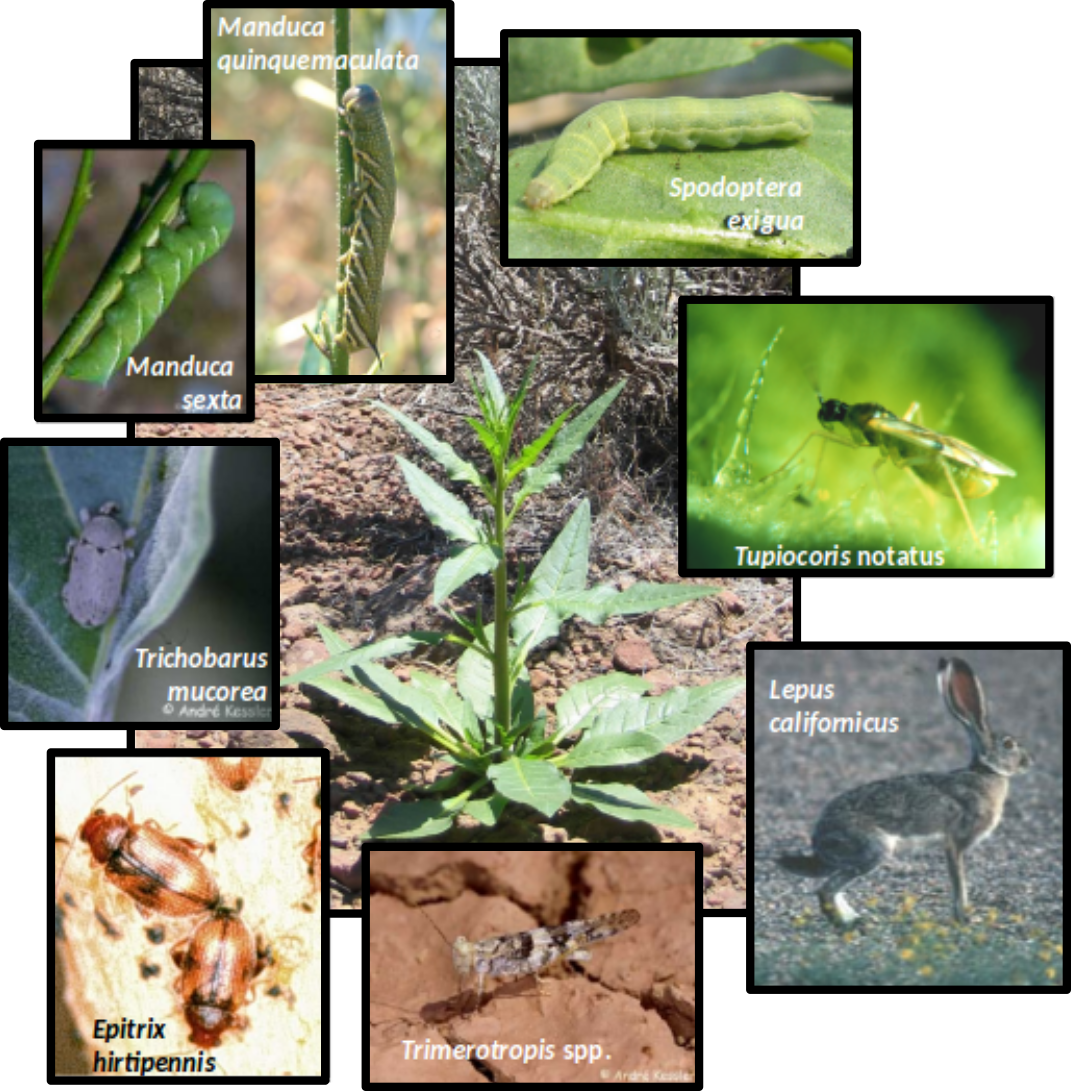 Manduca
quinquemaculata
Spodoptera
exigua
Manduca
sexta
Tupiocoris notatus
Trichobarus
mucorea
© André Kessler
Lepus
californicus
Epitrix
hirtipennis
Trimerotropis spp.
© André Kessler